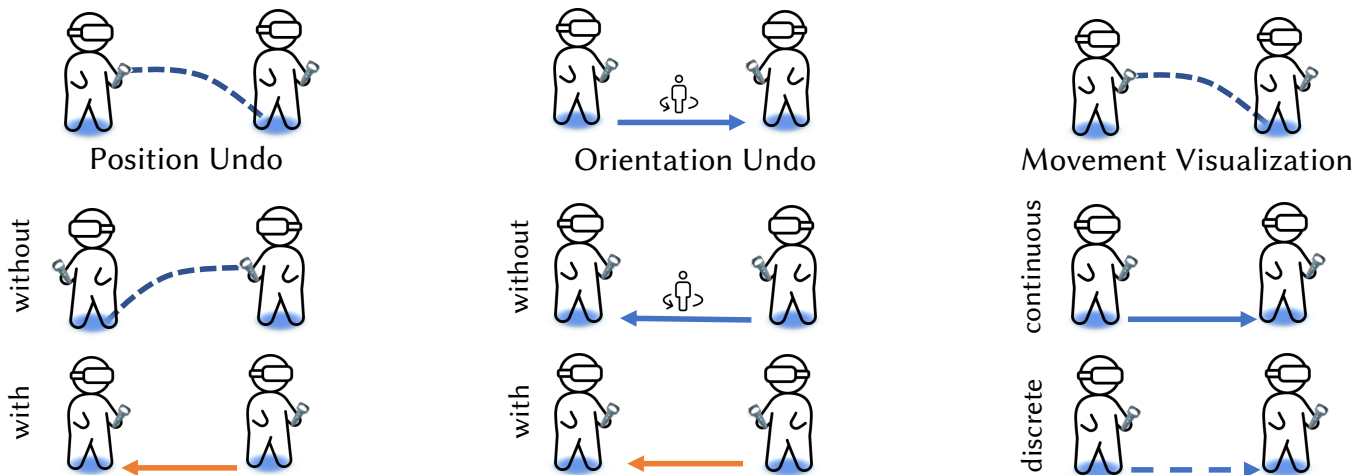 Position Undo
Orientation Undo
Movement Visualization
without
without
continuous
with
with
discrete